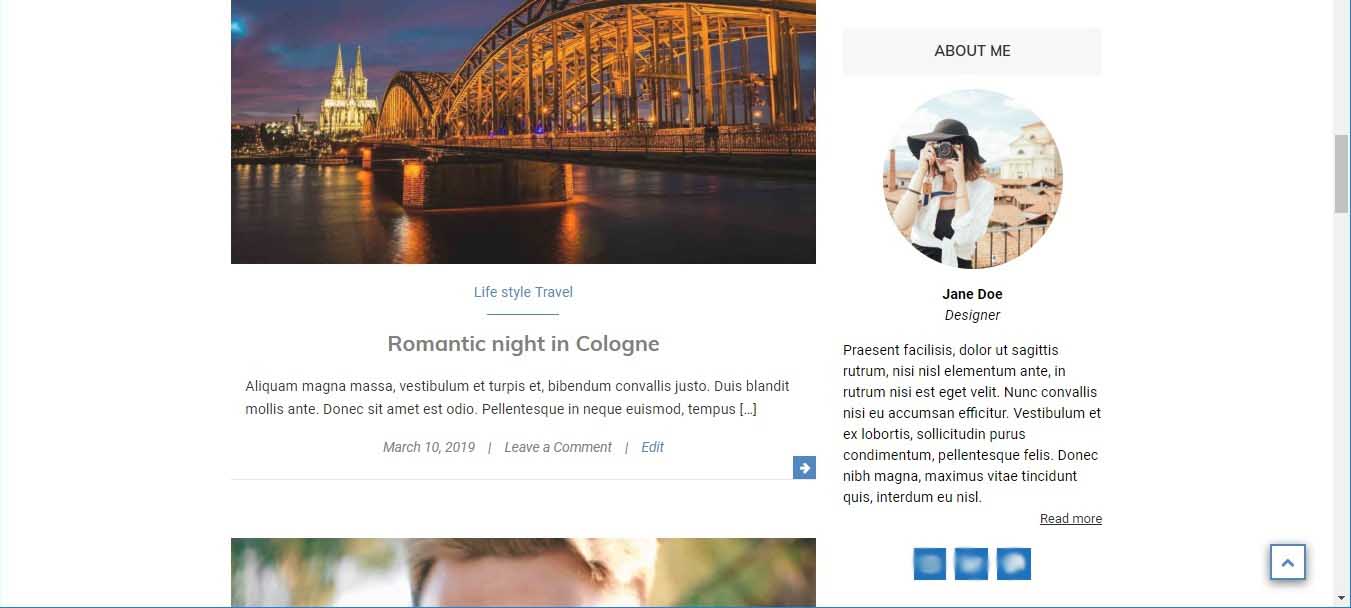 Life style Travel
Romantic night in Cologne
Aliquam magna massa, vestibulum et turpis et, bibendum convallis justo. Duis blandit
mollis ante. Donec sit amet est odio. Pellentesque in neque euismod, tempus [...]
March 10, 2019 | Leave a Comment | Edit
ABOUT ME
Jane Doe
Designer
Praesent facilisis, dolor ut sagittis
rutrum, nisi nisl elementum ante, in
rutrum nisi est eget velit. Nunc convallis
nisi eu accumsan efficitur. Vestibulum et
ex lobortis, sollicitudin purus
condimentum, pellentesque felis. Donec
nibh magna, maximus vitae tincidunt
quis, interdum eu nisl.
Read more